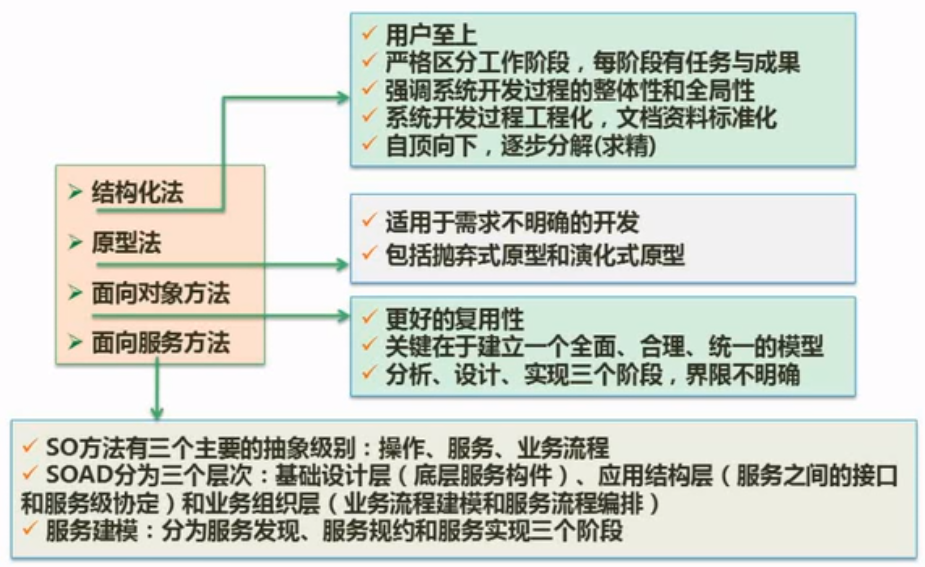 用户至上
严格区分工作阶段，每阶段有任务与成果
强调系统开发过程的整体性和全局性
系统开发过程工程化，文档资料标准化
自顶向下，逐步分解(求精)
结构化法
原型法
面向对象方法
面向服务方法
适用于需求不明确的开发
包括抛弃式原型和演化式原型
更好的复用性
关键在于建立一个全面、合理、统一的模型
分析、设计、实现三个阶段，界限不明确
SO方法有三个主要的抽象级别：操作、服务、业务流程
SOAD分为三个层次：基础设计层（底层服务构件）、应用结构层（服务之间的接口
和服务级协定）和业务组织层（业务流程建模和服务流程编排）
服务建模：分为服务发现、服务规约和服务实现三个阶段